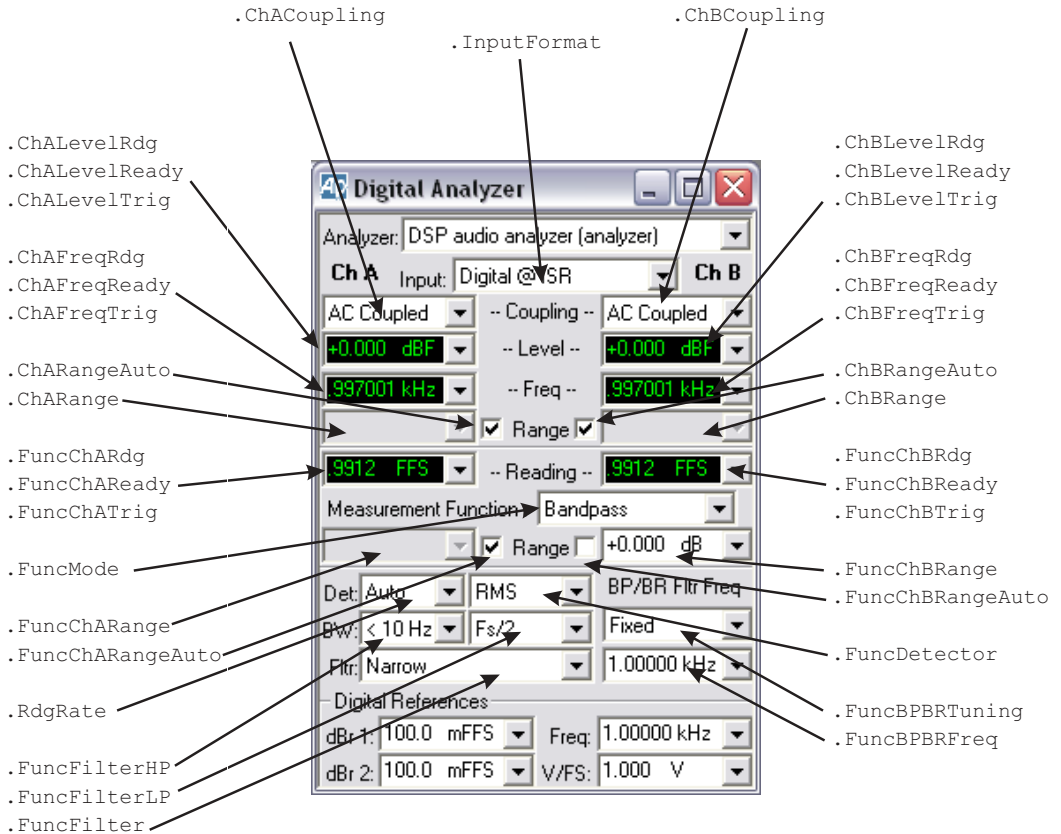 .ChACoupling
.ChBCoupling
.InputFormat
.ChALevelRdg
.ChALevelReady
.ChALevelTrig
.ChAFreqRdg
.ChAFreqReady
.ChAFreqTrig
.ChARangeAuto
.ChARange
.FuncChARdg
.FuncChAReady
.FuncChATrig
.FuncMode
.FuncChARange
.FuncChARangeAuto
.RdgRate
.FuncFilterHP
.FuncFilterLP
.FuncFilter
Digital Analyzer
Analyzer: DSP audio analyzer (analyzer)
Ch A Input: Digital @ISR Ch B
AC Coupled -- Coupling -- AC Coupled
+0.000 dBF -- Level -- +0.000 dBF
.997001 kHz -- Freq -- .997001 kHz
Range
.9912 FFS -- Reading -- .9912 FFS
Measurement Function Bandpass
Range +0.000 dB
Det: Auto RMS BP/BR Fltr Freq
BW: < 10 Hz Fs/2 Fixed
Fltr: Narrow 1.00000 kHz
Digital References
dBr 1: 100.0 mFFS Freq: 1.00000 kHz
dBr 2: 100.0 mFFS V/FS: 1.000 V
.ChBLevelRdg
.ChBLevelReady
.ChBLevelTrig
.ChBFreqRdg
.ChBFreqReady
.ChBFreqTrig
.ChBRangeAuto
.ChBRange
.FuncChBRdg
.FuncChBReady
.FuncChBTrig
.FuncChBRange
.FuncChBRangeAuto
.FuncDetector
.FuncBPBRTuning
.FuncBPBRFreq